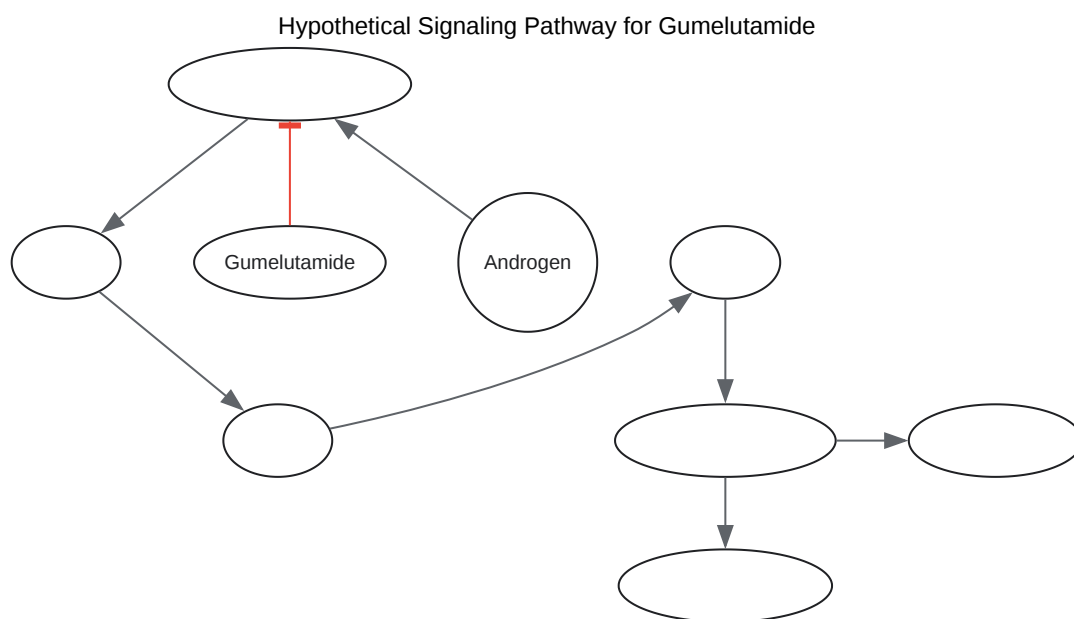 Hypothetical Signaling Pathway for Gumelutamide
Gumelutamide
Androgen